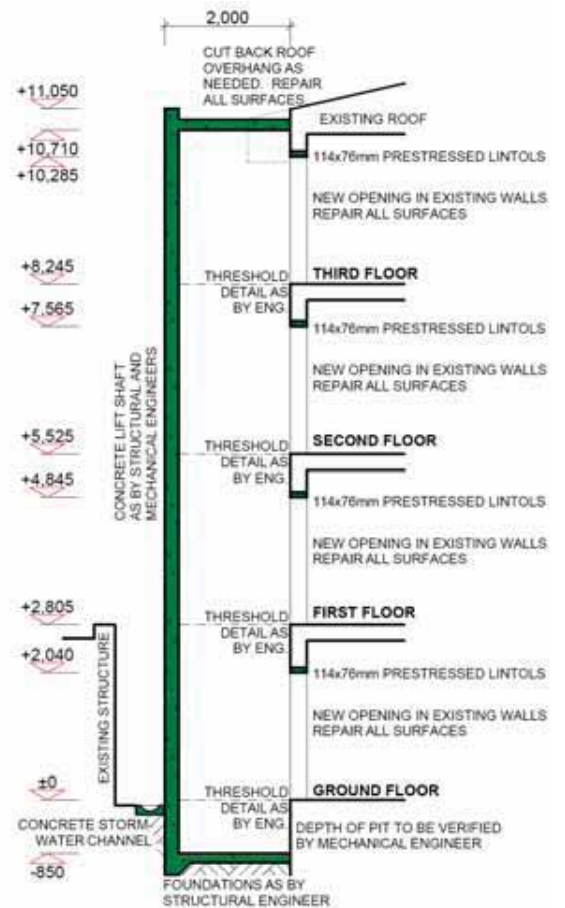 2,000
CUT BACK ROOF
OVERHANG AS
NEEDED. REPAIR
ALL SURFACES
+11,050
EXISTING ROOF
+10,710
+10,285
114x76mm PRESTRESSED LINTOLS
NEW OPENING IN EXISTING WALLS
REPAIR ALL SURFACES
+8,245
THRESHOLD
DETAIL AS
BY ENG.
THIRD FLOOR
+7,565
114x76mm PRESTRESSED LINTOLS
NEW OPENING IN EXISTING WALLS
REPAIR ALL SURFACES
CONCRETE LIFT SHAFT
AS BY STRUCTURAL AND
MECHANICAL ENGINEERS
+5,525
THRESHOLD
DETAIL AS
BY ENG.
SECOND FLOOR
+4,845
114x76mm PRESTRESSED LINTOLS
NEW OPENING IN EXISTING WALLS
REPAIR ALL SURFACES
+2,805
THRESHOLD
DETAIL AS
BY ENG.
FIRST FLOOR
+2,040
114x76mm PRESTRESSED LINTOLS
EXISTING STRUCTURE
NEW OPENING IN EXISTING WALLS
REPAIR ALL SURFACES
±0
THRESHOLD
DETAIL AS
BY ENG.
GROUND FLOOR
CONCRETE STORM-
WATER CHANNEL
DEPTH OF PIT TO BE VERIFIED
BY MECHANICAL ENGINEER
-850
FOUNDATIONS AS BY
STRUCTURAL ENGINEER